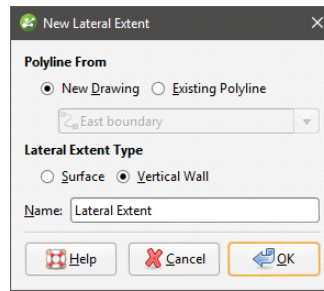 New Lateral Extent
Polyline From
New Drawing Existing Polyline
East boundary
Lateral Extent Type
Surface Vertical Wall
Name: Lateral Extent
Help Cancel OK